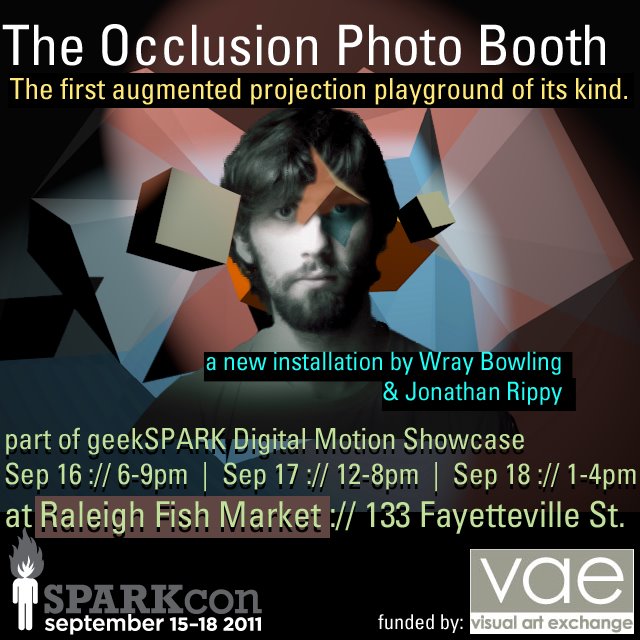 The Occlusion Photo Booth
The first augmented projection playground of its kind.
a new installation by Wray Bowling
& Jonathan Rippy
part of geekSPARK Digital Motion Showcase
Sep 16 :// 6-9pm | Sep 17 :// 12-8pm | Sep 18 :// 1-4pm
at Raleigh Fish Market :// 133 Fayetteville St.
SPARKcon
september 15-18 2011
funded by:
vae
visual art exchange